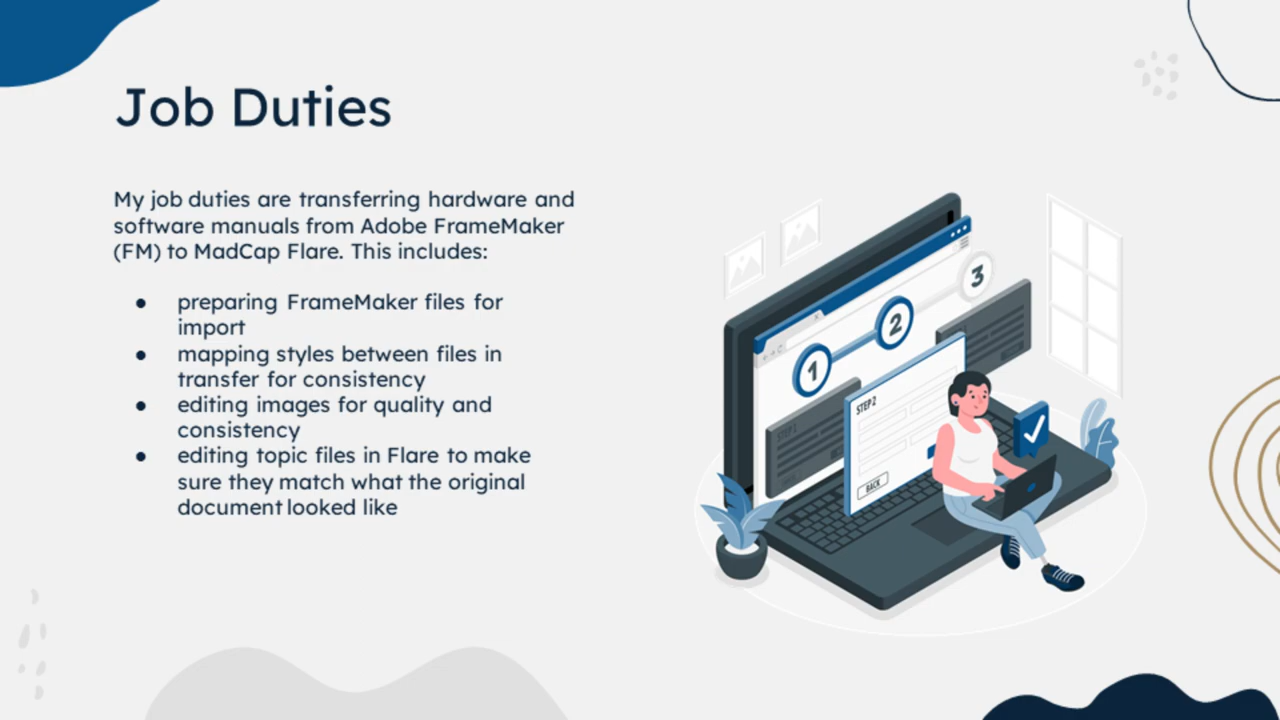 Job Duties
My job duties are transferring hardware and
software manuals from Adobe FrameMaker
(FM) to MadCap Flare. This includes:
● preparing FrameMaker files for
import
● mapping styles between files in
transfer for consistency
● editing images for quality and
consistency
● editing topic files in Flare to make
sure they match what the original
document looked like
1
2
3
STEP 1
STEP 2
BACK